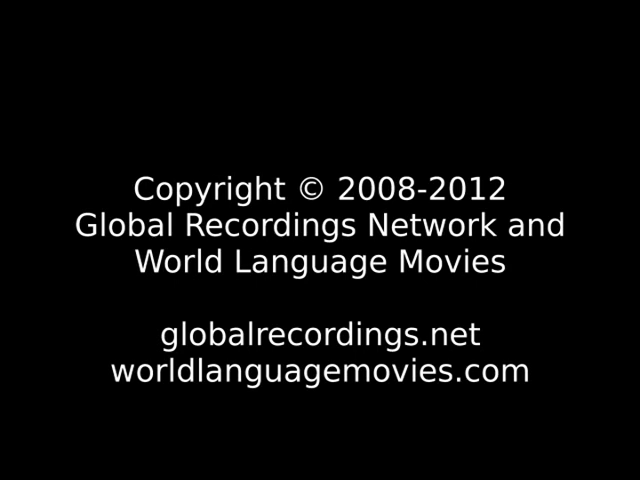 Copyright © 2008-2012
Global Recordings Network and
World Language Movies
globalrecordings.net
worldlanguagemovies.com